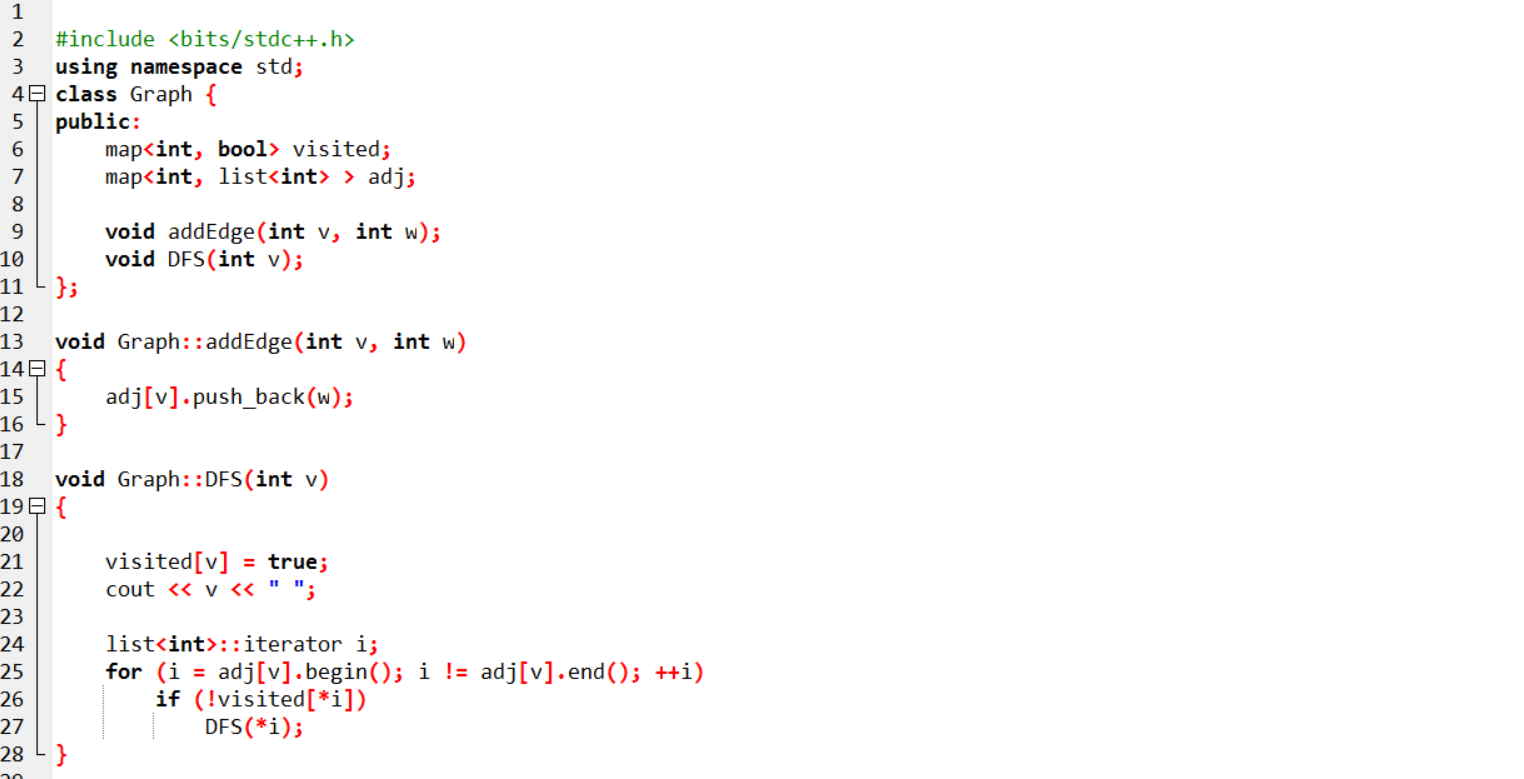 1
2 #include <bits/stdc++.h>
3 using namespace std;
4 class Graph {
5 public:
6 map<int, bool> visited;
7 map<int, list<int> > adj;
8
9 void addEdge(int v, int w);
10 void DFS(int v);
11 };
12
13 void Graph::addEdge(int v, int w)
14 {
15 adj[v].push_back(w);
16 }
17
18 void Graph::DFS(int v)
19 {
20
21 visited[v] = true;
22 cout << v << " ";
23
24 list<int>::iterator i;
25 for (i = adj[v].begin(); i != adj[v].end(); ++i)
26 if (!visited[*i])
27 DFS(*i);
28 }